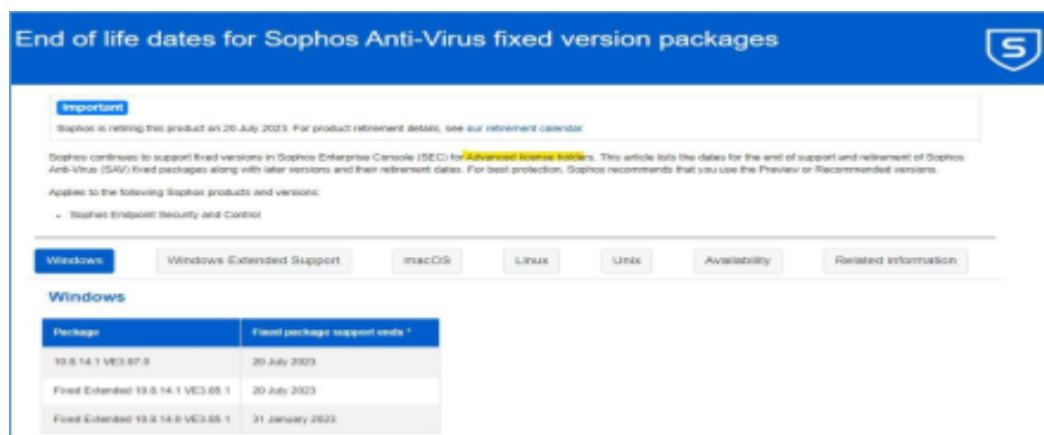 End of life dates for Sophos Anti-Virus fixed version packages
S
Important
Sophos is retiring this product on 20 July 2023. For product retirement details, see our retirement calendar.
Sophos continues to support fixed versions in Sophos Enterprise Console (SEC) for Advanced license holders. This article lists the dates for the end of support and retirement of Sophos
Anti-Virus (SAV) fixed packages along with later versions and their retirement dates. For best protection, Sophos recommends that you use the Preview or Recommended versions.
Applies to the following Sophos products and versions:
• Sophos Endpoint Security and Control
Windows Windows Extended Support macOS Linux Unix Availability Related information
Windows
Package Fixed package support ends *
10.8.14.1 VE3.87.0 20 July 2023
Fixed Extended 10.8.14.1 VE3.85.1 20 July 2023
Fixed Extended 10.8.14.0 VE3.85.1 31 January 2023